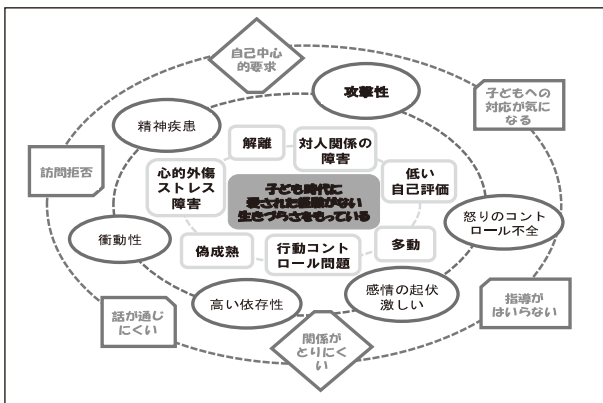 自己中心
的要求
子どもへの
対応が気に
なる
攻撃性
精神疾患
訪問拒否
解離
対人関係の
障害
心的外傷
ストレス
障害
低い
自己評価
子ども時代に
愛された経験がない
生きづらさをもっている
怒りのコント
ロール不全
衝動性
偽成熟
行動コント
ロール問題
多動
高い依存性
感情の起伏
激しい
指導が
はいらない
話が通じ
にくい
関係が
とりにく
い